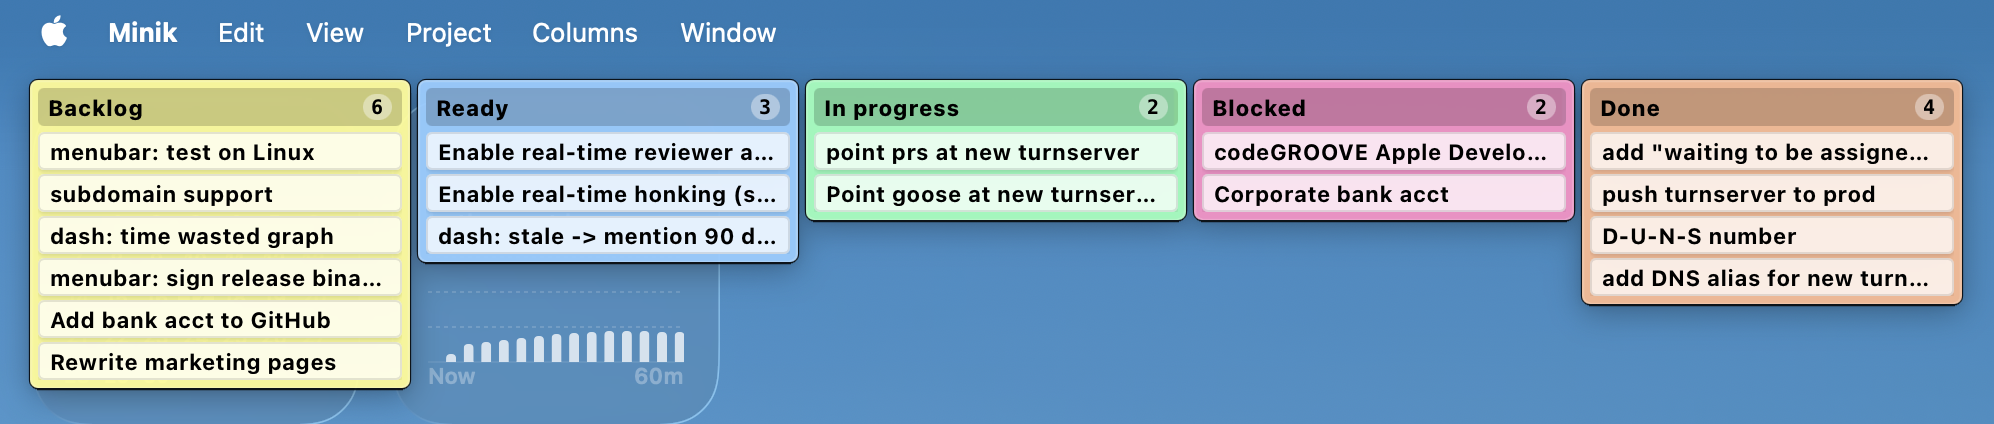 Minik Edit View Project Columns Window
Backlog 6
menubar: test on Linux
subdomain support
dash: time wasted graph
menubar: sign release bina...
Add bank acct to GitHub
Rewrite marketing pages
Ready 3
Enable real-time reviewer a...
Enable real-time honking (s...
dash: stale -> mention 90 d...
Now 60m
In progress 2
point prs at new turnserver
Point goose at new turnser...
Blocked 2
codeGROOVE Apple Develo...
Corporate bank acct
Done 4
add "waiting to be assigne...
push turnserver to prod
D-U-N-S number
add DNS alias for new turn...